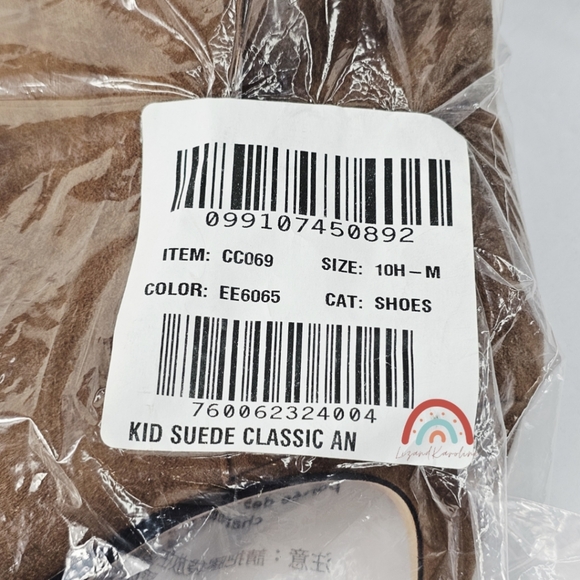 099107450892
ITEM: CC069 SIZE: 10H-M
COLOR: EE6065 CAT: SHOES
760062324004
KID SUEDE CLASSIC AN